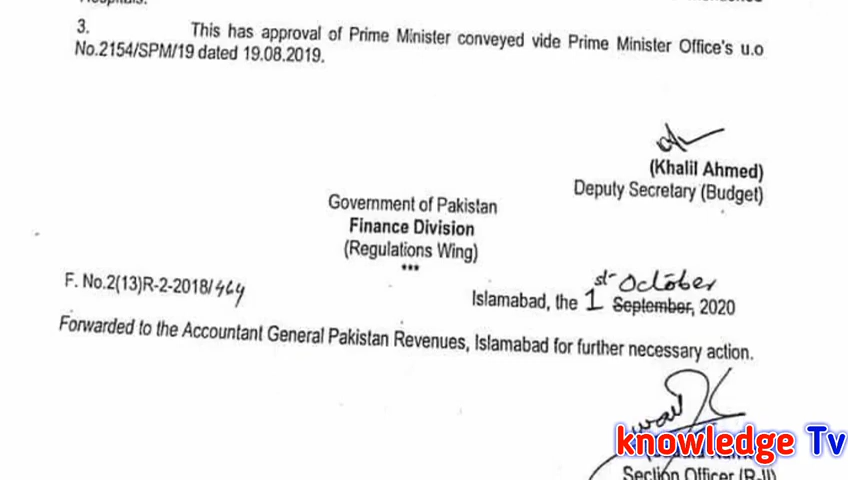 3. This has approval of Prime Minister conveyed vide Prime Minister Office's u.o
No.2154/SPM/19 dated 19.08.2019.
(Khalil Ahmed)
Deputy Secretary (Budget)
Government of Pakistan
Finance Division
(Regulations Wing)
***
F. No.2(13)R-2-2018/464
st October
Islamabad, the 1 September, 2020
Forwarded to the Accountant General Pakistan Revenues, Islamabad for further necessary action.
knowledge Tv
Section Officer (R-II)